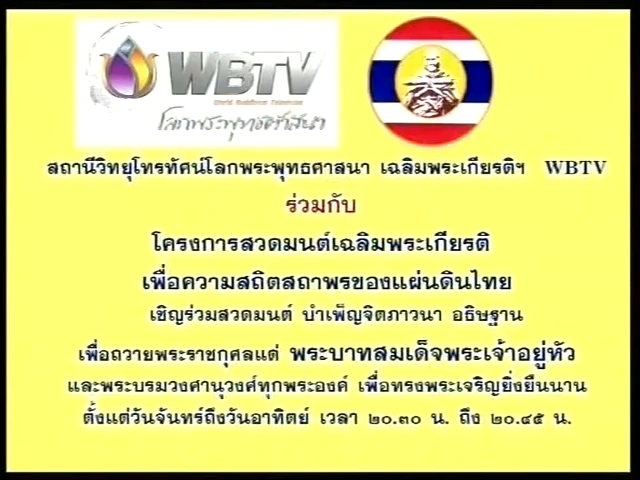 WBTV
World Buddhist Television
โลกพระพุทธศาสนา
สถานีวิทยุโทรทัศน์โลกพระพุทธศาสนา เฉลิมพระเกียรติฯ WBTV
ร่วมกับ
โครงการสวดมนต์เฉลิมพระเกียรติ
เพื่อความสถิตสถาพรของแผ่นดินไทย
เชิญร่วมสวดมนต์ บำเพ็ญจิตภาวนา อธิษฐาน
เพื่อถวายพระราชกุศลแด่ พระบาทสมเด็จพระเจ้าอยู่หัว
และพระบรมวงศานุวงศ์ทุกพระองค์ เพื่อทรงพระเจริญยิ่งยืนนาน
ตั้งแต่วันจันทร์ถึงวันอาทิตย์ เวลา ๒๐.๓๐ น. ถึง ๒๐.๔๕ น.